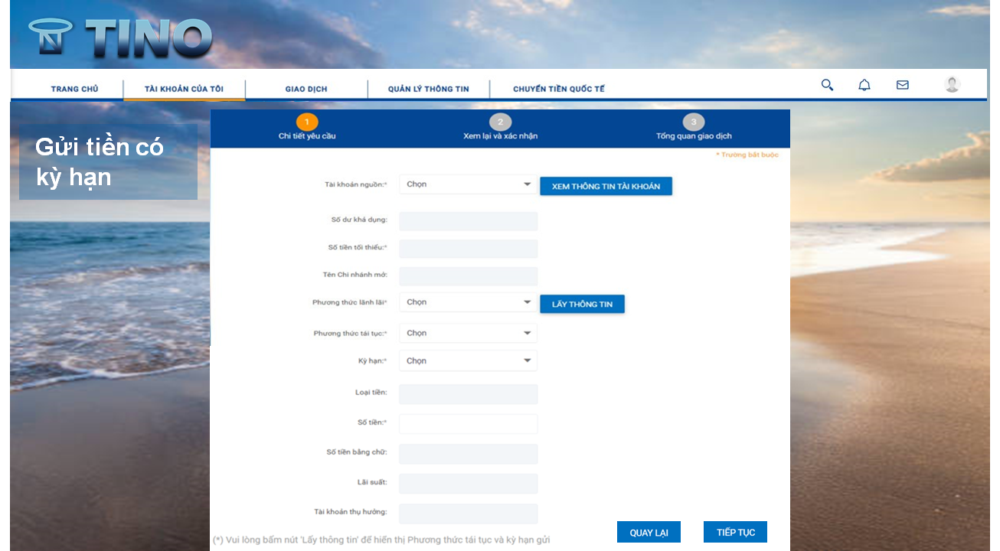 TINO
TRANG CHỦ
TÀI KHOẢN CỦA TÔI
GIAO DỊCH
QUẢN LÝ THÔNG TIN
CHUYỂN TIỀN QUỐC TẾ
Gửi tiền có
kỳ hạn
1
Chi tiết yêu cầu
2
Xem lại và xác nhận
3
Tổng quan giao dịch
* Trường bắt buộc
Tài khoản nguồn:*
Chọn
XEM THÔNG TIN TÀI KHOẢN
Số dư khả dụng:
Số tiền tối thiểu:*
Tên Chi nhánh mở:
Phương thức lãnh lãi*
Chọn
LẤY THÔNG TIN
Phương thức tái tục:*
Chọn
Kỳ hạn:*
Chọn
Loại tiền:
Số tiền:*
Số tiền bằng chữ:
Lãi suất:
Tài khoản thụ hưởng:
(*) Vui lòng bấm nút 'Lấy thông tin' để hiển thị Phương thức tái tục và kỳ hạn gửi
QUAY LẠI
TIẾP TỤC